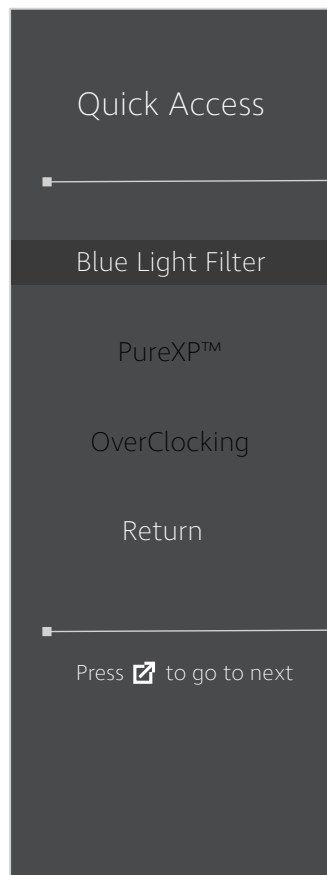 Quick Access
Blue Light Filter
PureXP™
OverClocking
Return
Press to go to next